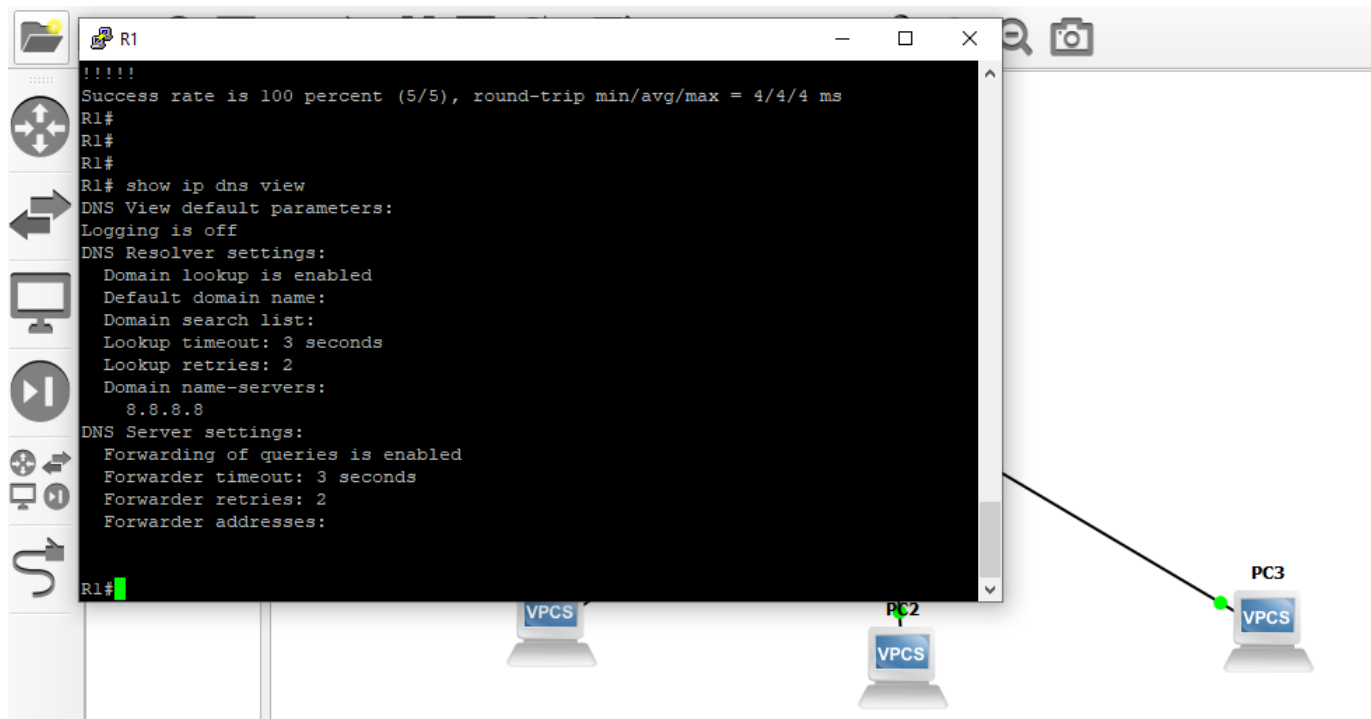 R1
!!!!!
Success rate is 100 percent (5/5), round-trip min/avg/max = 4/4/4 ms
R1#
R1#
R1#
R1# show ip dns view
DNS View default parameters:
Logging is off
DNS Resolver settings:
  Domain lookup is enabled
  Default domain name:
  Domain search list:
  Lookup timeout: 3 seconds
  Lookup retries: 2
  Domain name-servers:
    8.8.8.8
DNS Server settings:
  Forwarding of queries is enabled
  Forwarder timeout: 3 seconds
  Forwarder retries: 2
  Forwarder addresses:
R1#
PC3
VPCS
VPCS
PC2
VPCS